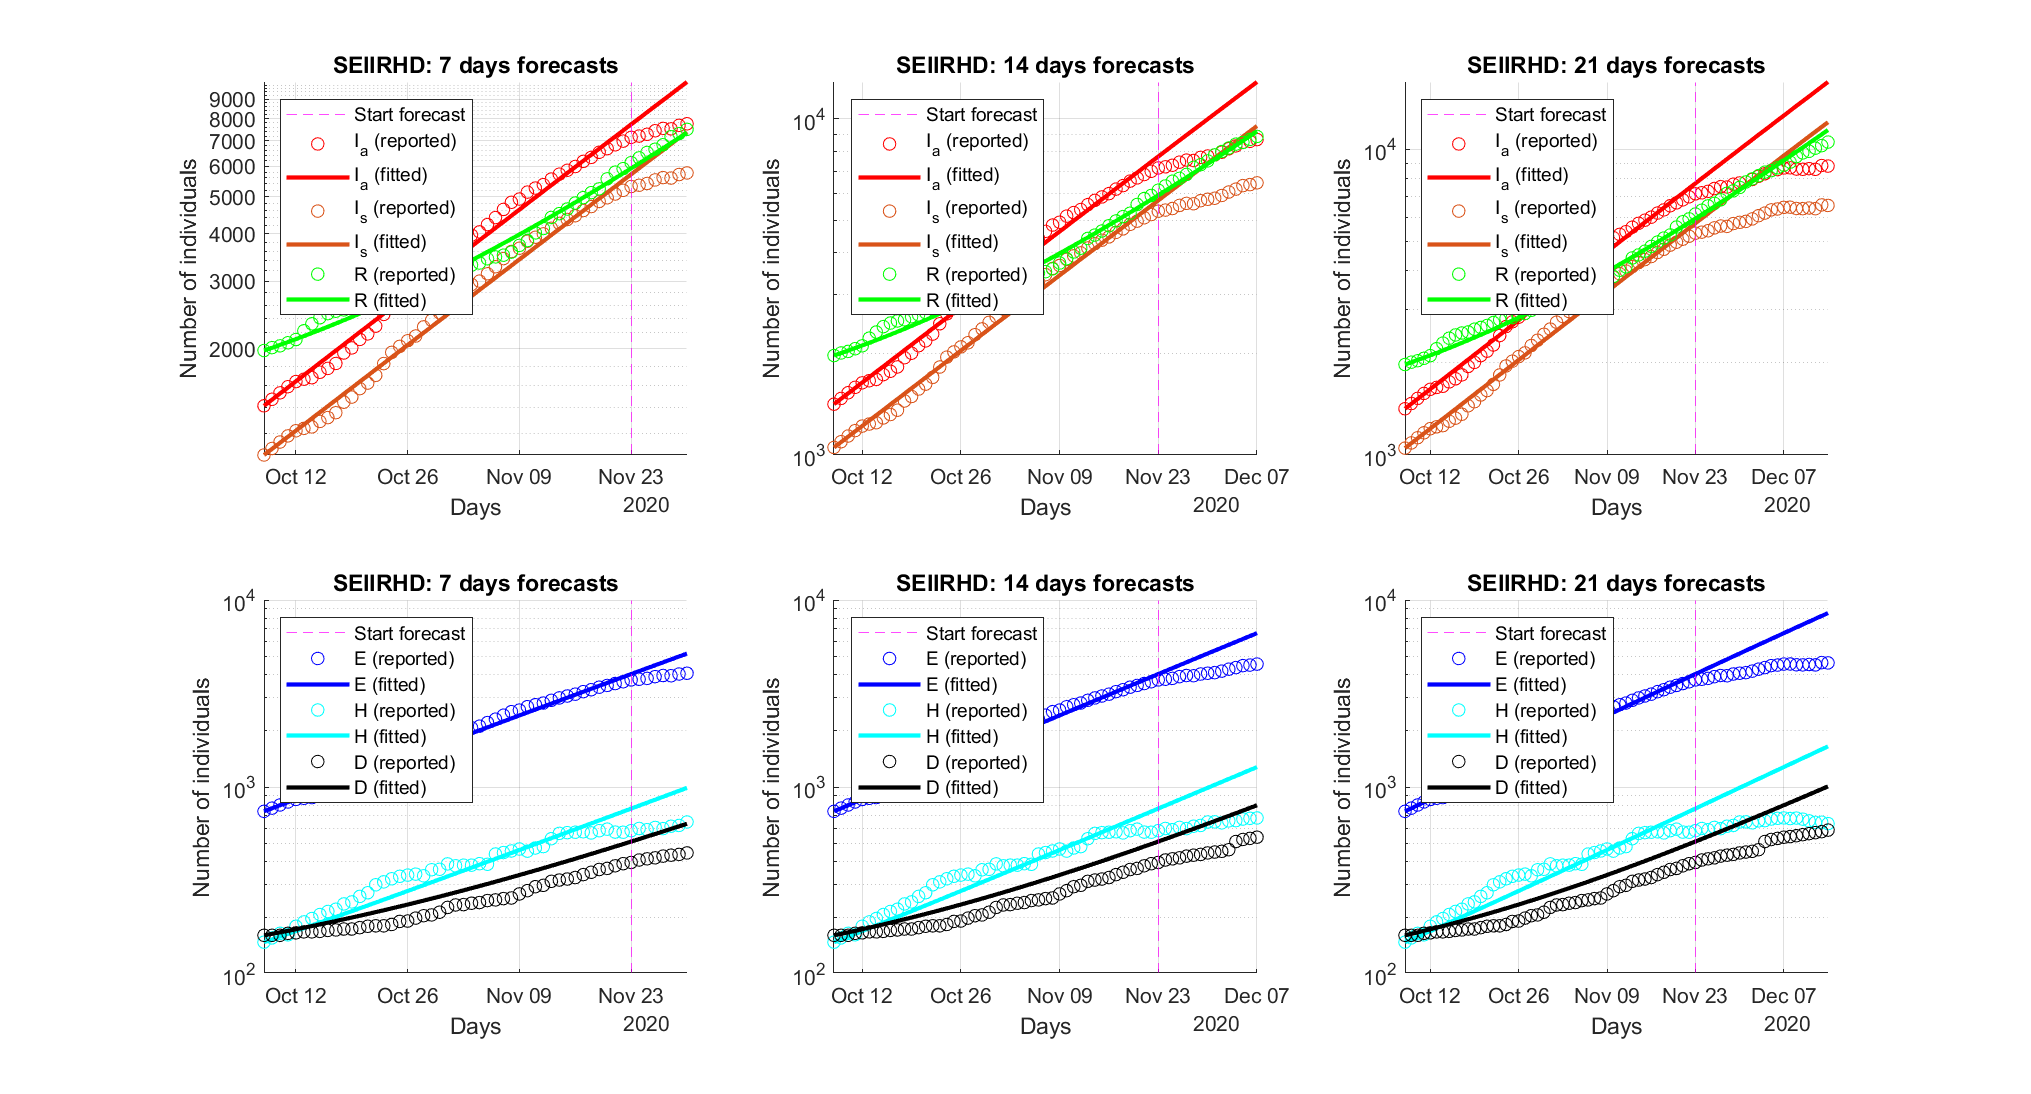 SEIIRHD: 7 days forecasts
Number of individuals
9000
8000
7000
6000
5000
4000
3000
2000
Start forecast
I_a (reported)
I_a (fitted)
I_s (reported)
I_s (fitted)
R (reported)
R (fitted)
Oct 12
Oct 26
Nov 09
Nov 23
Days
2020
SEIIRHD: 14 days forecasts
Number of individuals
10^4
10^3
Start forecast
I_a (reported)
I_a (fitted)
I_s (reported)
I_s (fitted)
R (reported)
R (fitted)
Oct 12
Oct 26
Nov 09
Nov 23
Dec 07
Days
2020
SEIIRHD: 21 days forecasts
Number of individuals
10^4
10^3
Start forecast
I_a (reported)
I_a (fitted)
I_s (reported)
I_s (fitted)
R (reported)
R (fitted)
Oct 12
Oct 26
Nov 09
Nov 23
Dec 07
Days
2020
SEIIRHD: 7 days forecasts
Number of individuals
10^4
10^3
10^2
Start forecast
E (reported)
E (fitted)
H (reported)
H (fitted)
D (reported)
D (fitted)
Oct 12
Oct 26
Nov 09
Nov 23
Days
2020
SEIIRHD: 14 days forecasts
Number of individuals
10^4
10^3
10^2
Start forecast
E (reported)
E (fitted)
H (reported)
H (fitted)
D (reported)
D (fitted)
Oct 12
Oct 26
Nov 09
Nov 23
Dec 07
Days
2020
SEIIRHD: 21 days forecasts
Number of individuals
10^4
10^3
10^2
Start forecast
E (reported)
E (fitted)
H (reported)
H (fitted)
D (reported)
D (fitted)
Oct 12
Oct 26
Nov 09
Nov 23
Dec 07
Days
2020